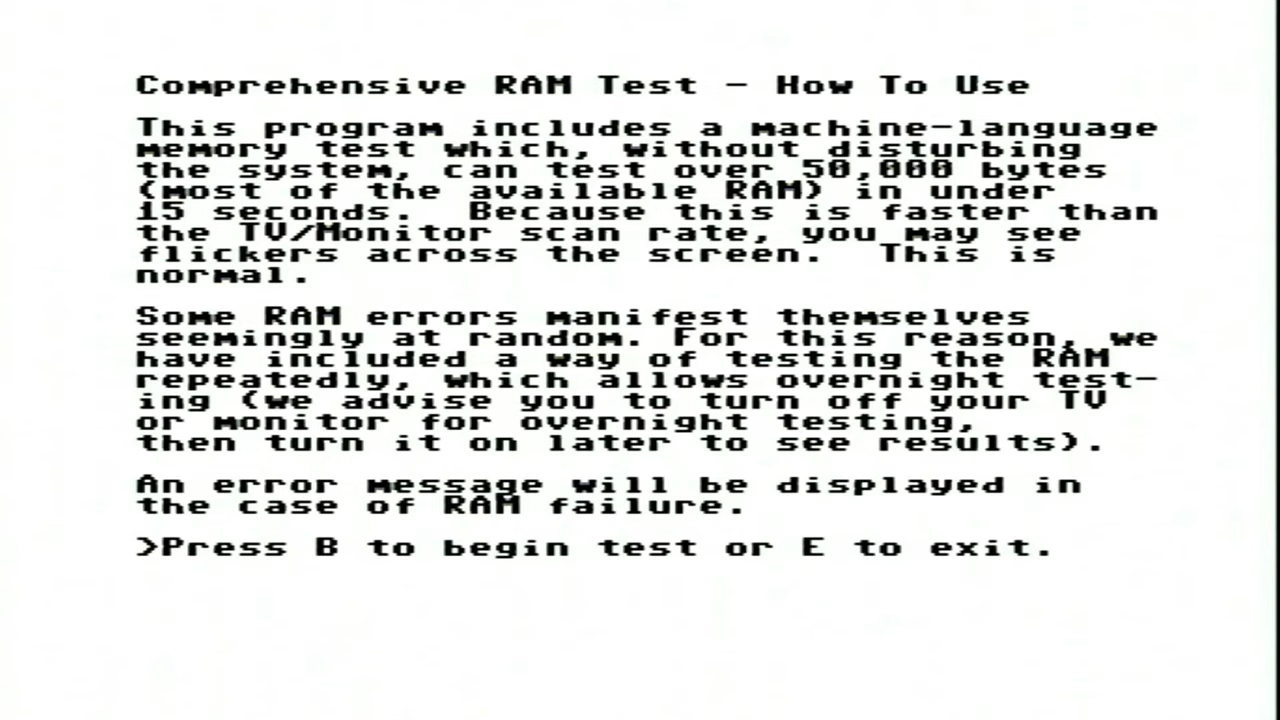 Comprehensive RAM Test - How To Use
This program includes a machine-language
memory test which, without disturbing
the system, can test over 50,000 bytes
(most of the available RAM) in under
15 seconds.  Because this is faster than
the TV/Monitor scan rate, you may see
flickers across the screen.  This is
normal.
Some RAM errors manifest themselves
seemingly at random. For this reason, we
have included a way of testing the RAM
repeatedly, which allows overnight test-
ing (we advise you to turn off your TV
or monitor for overnight testing,
then turn it on later to see results).
An error message will be displayed in
the case of RAM failure.
>Press B to begin test or E to exit.